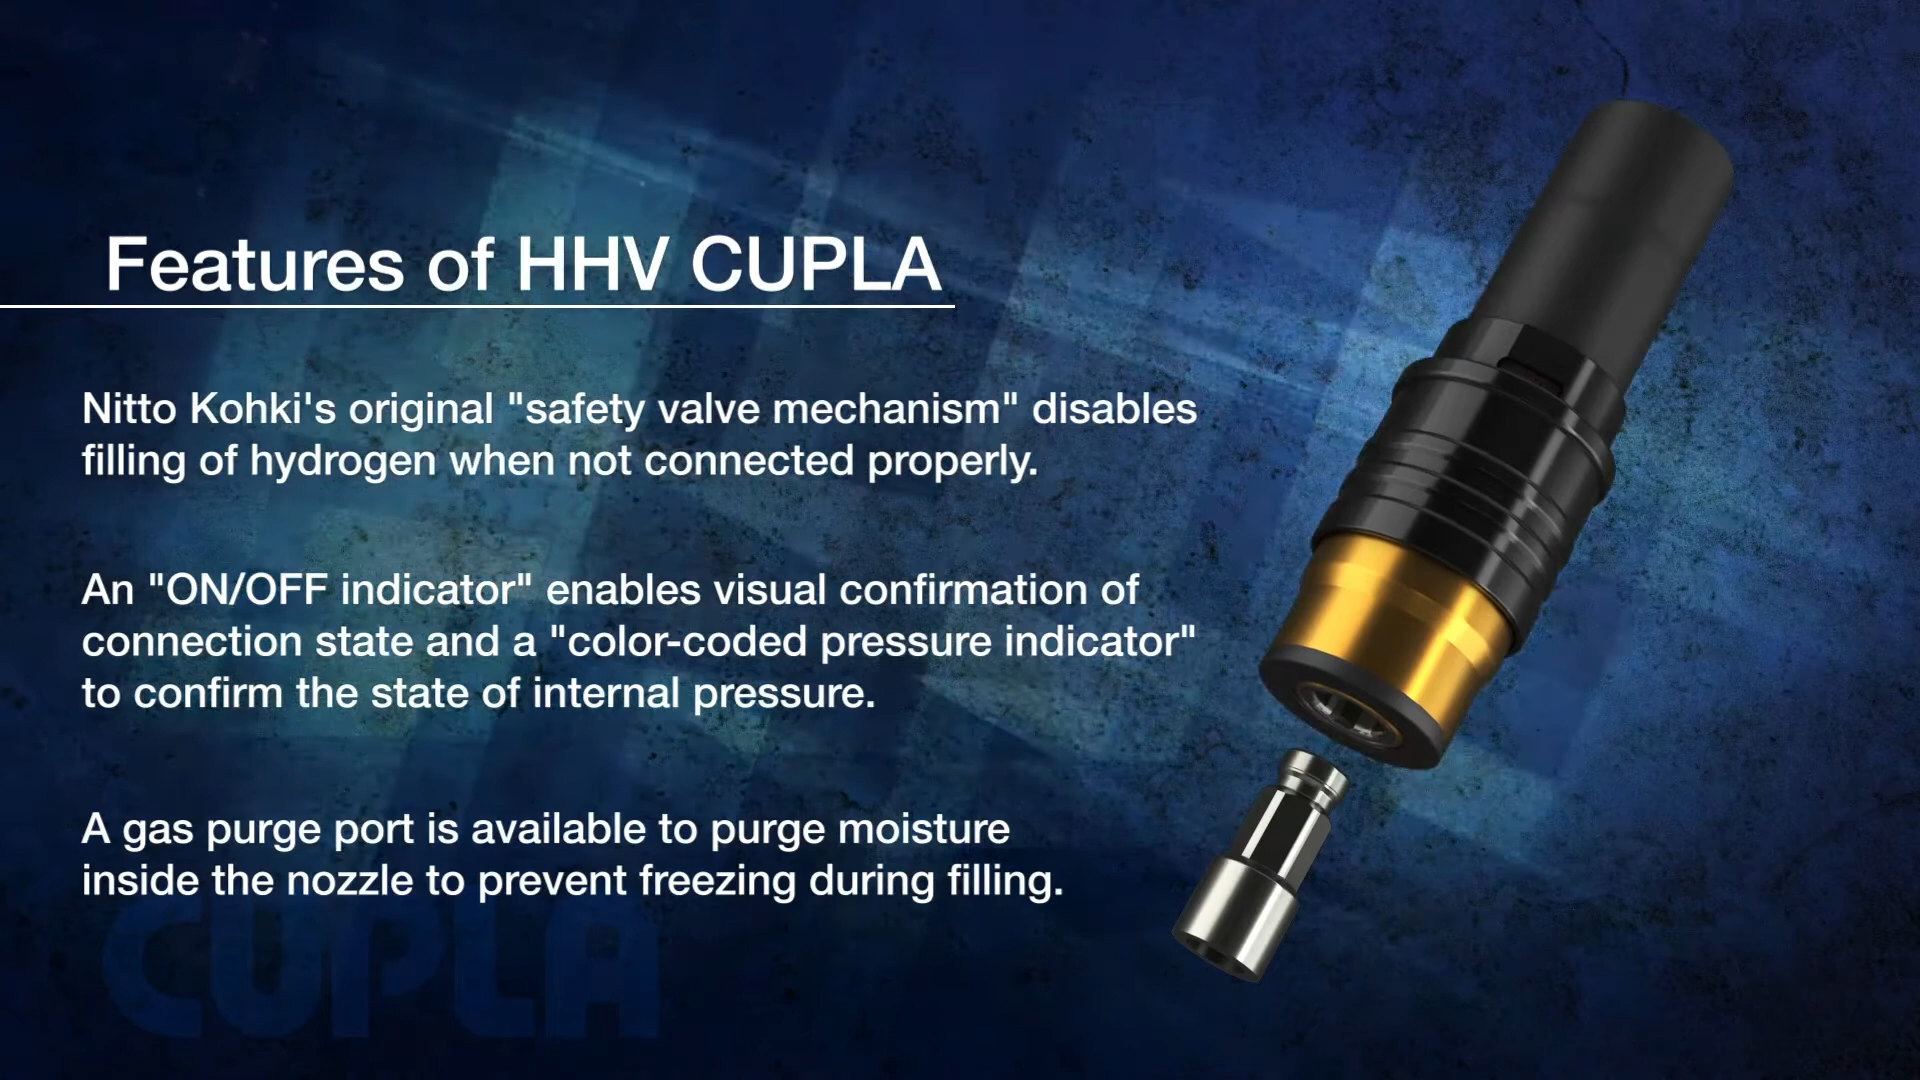 Features of HHV CUPLA
Nitto Kohki's original "safety valve mechanism" disables
filling of hydrogen when not connected properly.
An "ON/OFF indicator" enables visual confirmation of
connection state and a "color-coded pressure indicator"
to confirm the state of internal pressure.
A gas purge port is available to purge moisture
inside the nozzle to prevent freezing during filling.
CUPLA